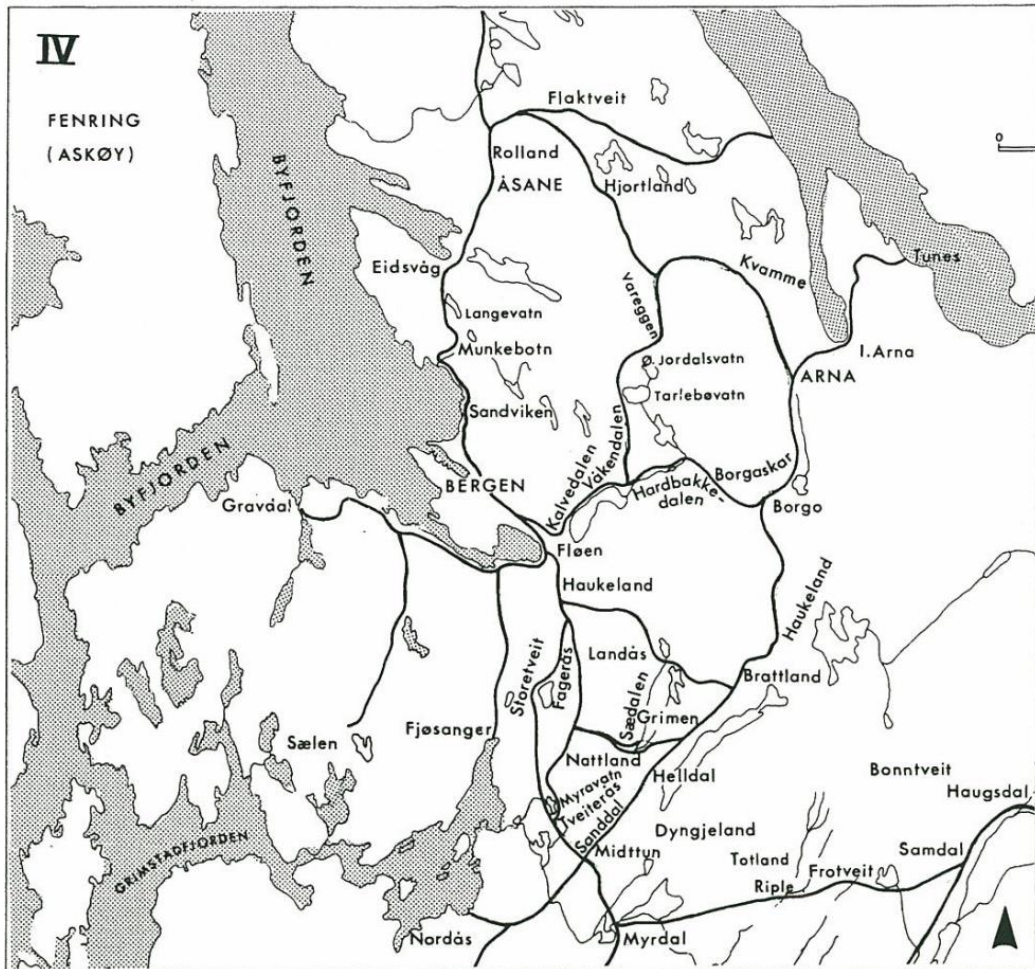 IV
FENRING
(ASKØY)
BYFJORDEN
Flaktveit
0
Rolland
ÅSANE
Hjortland
Eidsvåg
Kvamme
Tunes
Langevatn
Vareggen
Munkebotn
I.Arna
Ø.Jordalsvatn
ARNA
Tarlebøvatn
Sandviken
BYFJORDEN
BERGEN
Kalvedalen
Våkendalen
Hardbakke-
dalen
Borgaskar
Gravdal
Borgo
Fløen
Haukeland
Haukeland
Storetveit
Fagerås
Landås
Brattland
Sædalen
Grimen
Fjøsanger
Sælen
Nattland
Helldal
Bonntveit
Myravatn
Tveiterås
Sanddal
Haugsdal
GRIMSTADFJORDEN
Dyngjeland
Midttun
Totland
Samdal
Frotveit
Riple
Nordås
Myrdal